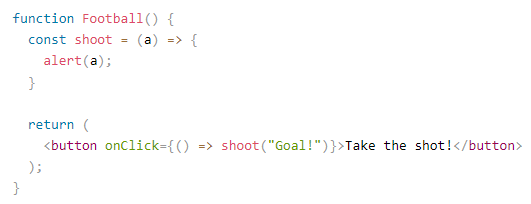 function Football() {
  const shoot = (a) => {
    alert(a);
  }

  return (
    <button onClick={() => shoot("Goal!")}>Take the shot!</button>
  );
}